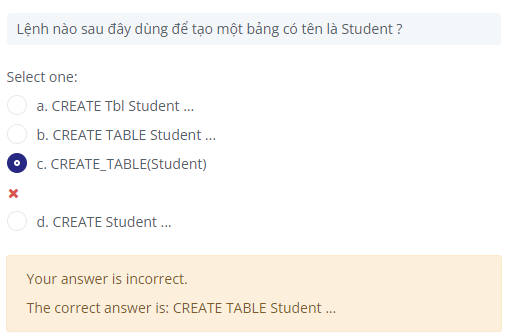 Lệnh nào sau đây dùng để tạo một bảng có tên là Student ?
Select one:
a. CREATE Tbl Student ...
b. CREATE TABLE Student ...
c. CREATE_TABLE(Student)
d. CREATE Student ...
Your answer is incorrect.
The correct answer is: CREATE TABLE Student ...